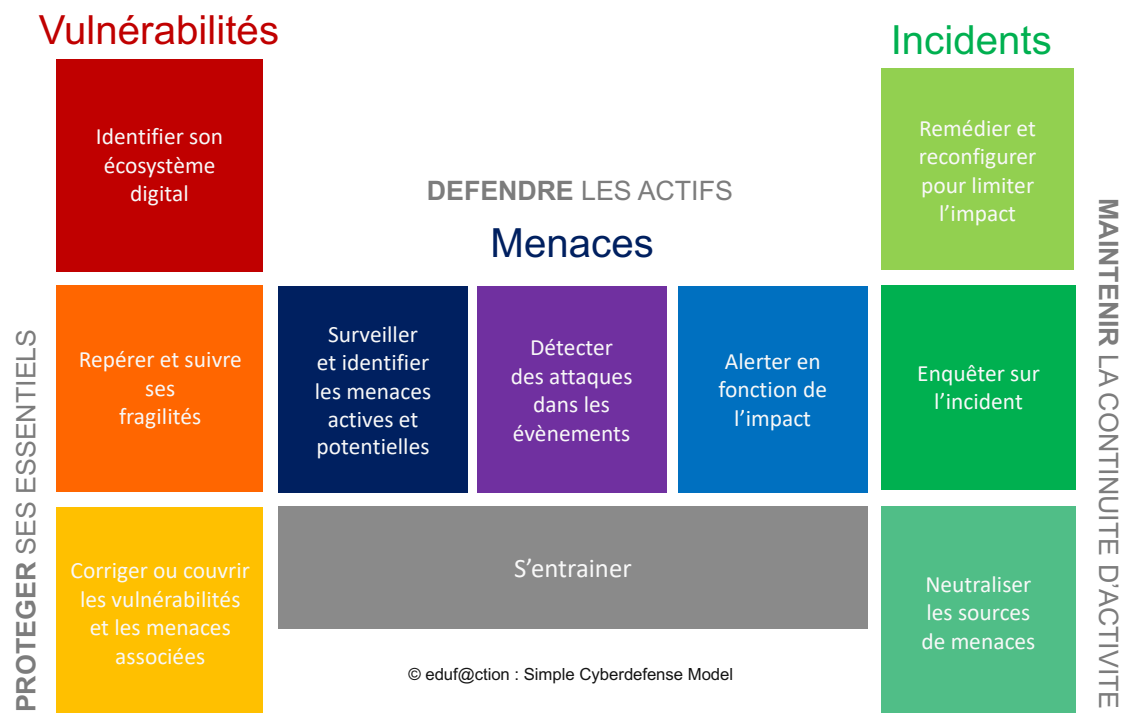 Vulnérabilités
Identifier son
écosystème
digital
Repérer et suivre
ses
fragilités
Corriger ou couvrir
les vulnérabilités
et les menaces
associées
PROTEGER SES ESSENTIELS
DEFENDRE LES ACTIFS
Menaces
Surveiller
et identifier
les menaces
actives et
potentielles
Détecter
des attaques
dans les
évènements
Alerter en
fonction de
l’impact
S’entrainer
© eduf@ction : Simple Cyberdefense Model
Incidents
Remédier et
reconfigurer
pour limiter
l’impact
Enquêter sur
l’incident
Neutraliser
les sources
de menaces
MAINTENIR LA CONTINUITE D’ACTIVITE